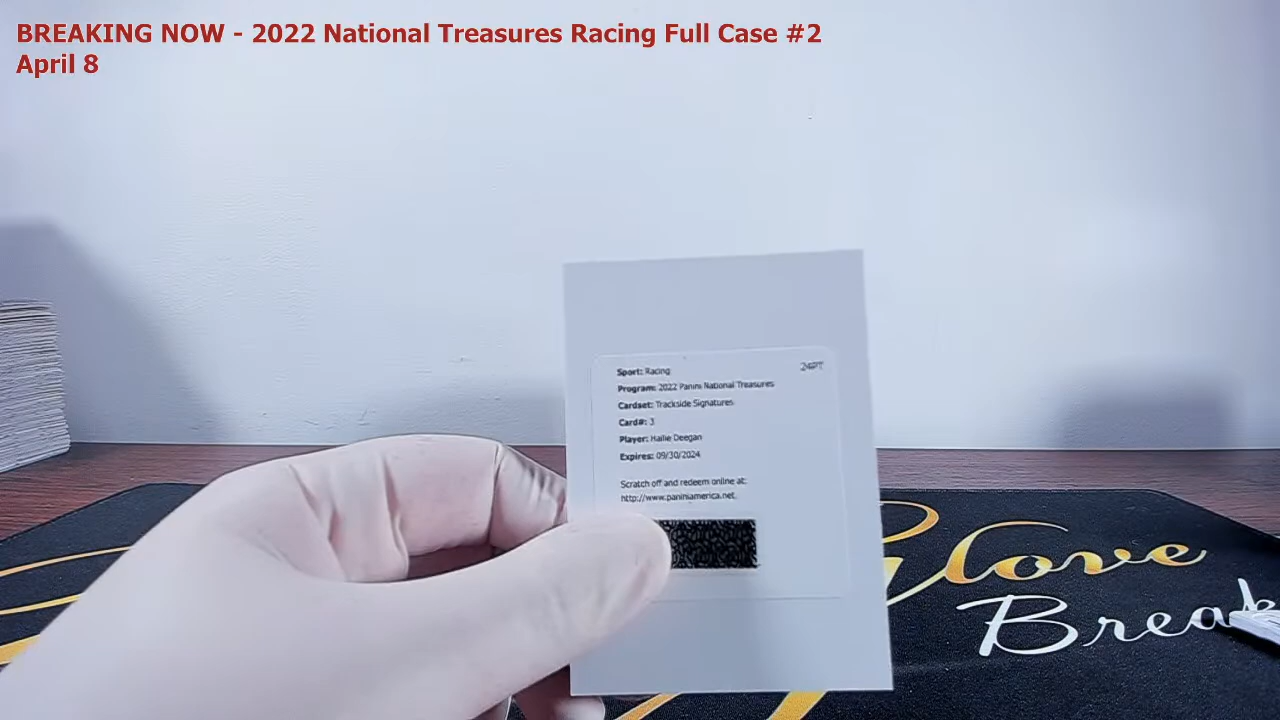 BREAKING NOW - 2022 National Treasures Racing Full Case #2
April 8
Sport: Racing
24PT
Program: 2022 Panini National Treasures
Cardset: Trackside Signatures
Card#: 3
Player: Hailie Deegan
Expires: 09/30/2024
Scratch off and redeem online at:
http://www.paniniamerica.net.
Glove
Break